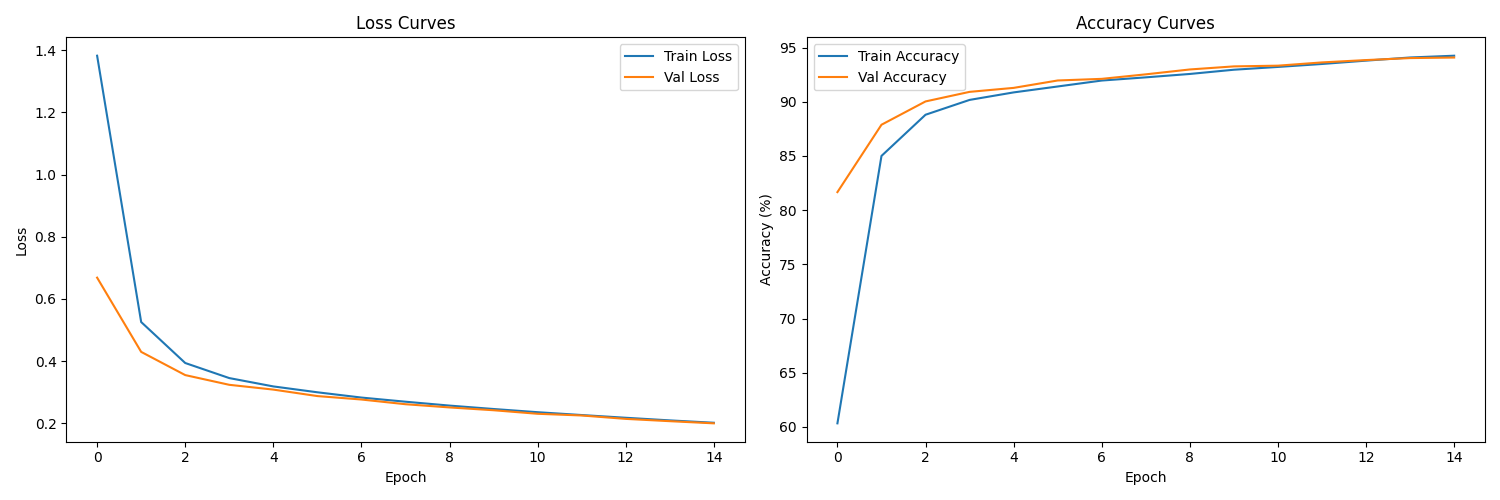 Loss Curves
1.4
1.2
1.0
0.8
0.6
0.4
0.2
Loss
0 2 4 6 8 10 12 14
Epoch
Train Loss
Val Loss
Accuracy Curves
95
90
85
80
75
70
65
60
Accuracy (%)
0 2 4 6 8 10 12 14
Epoch
Train Accuracy
Val Accuracy